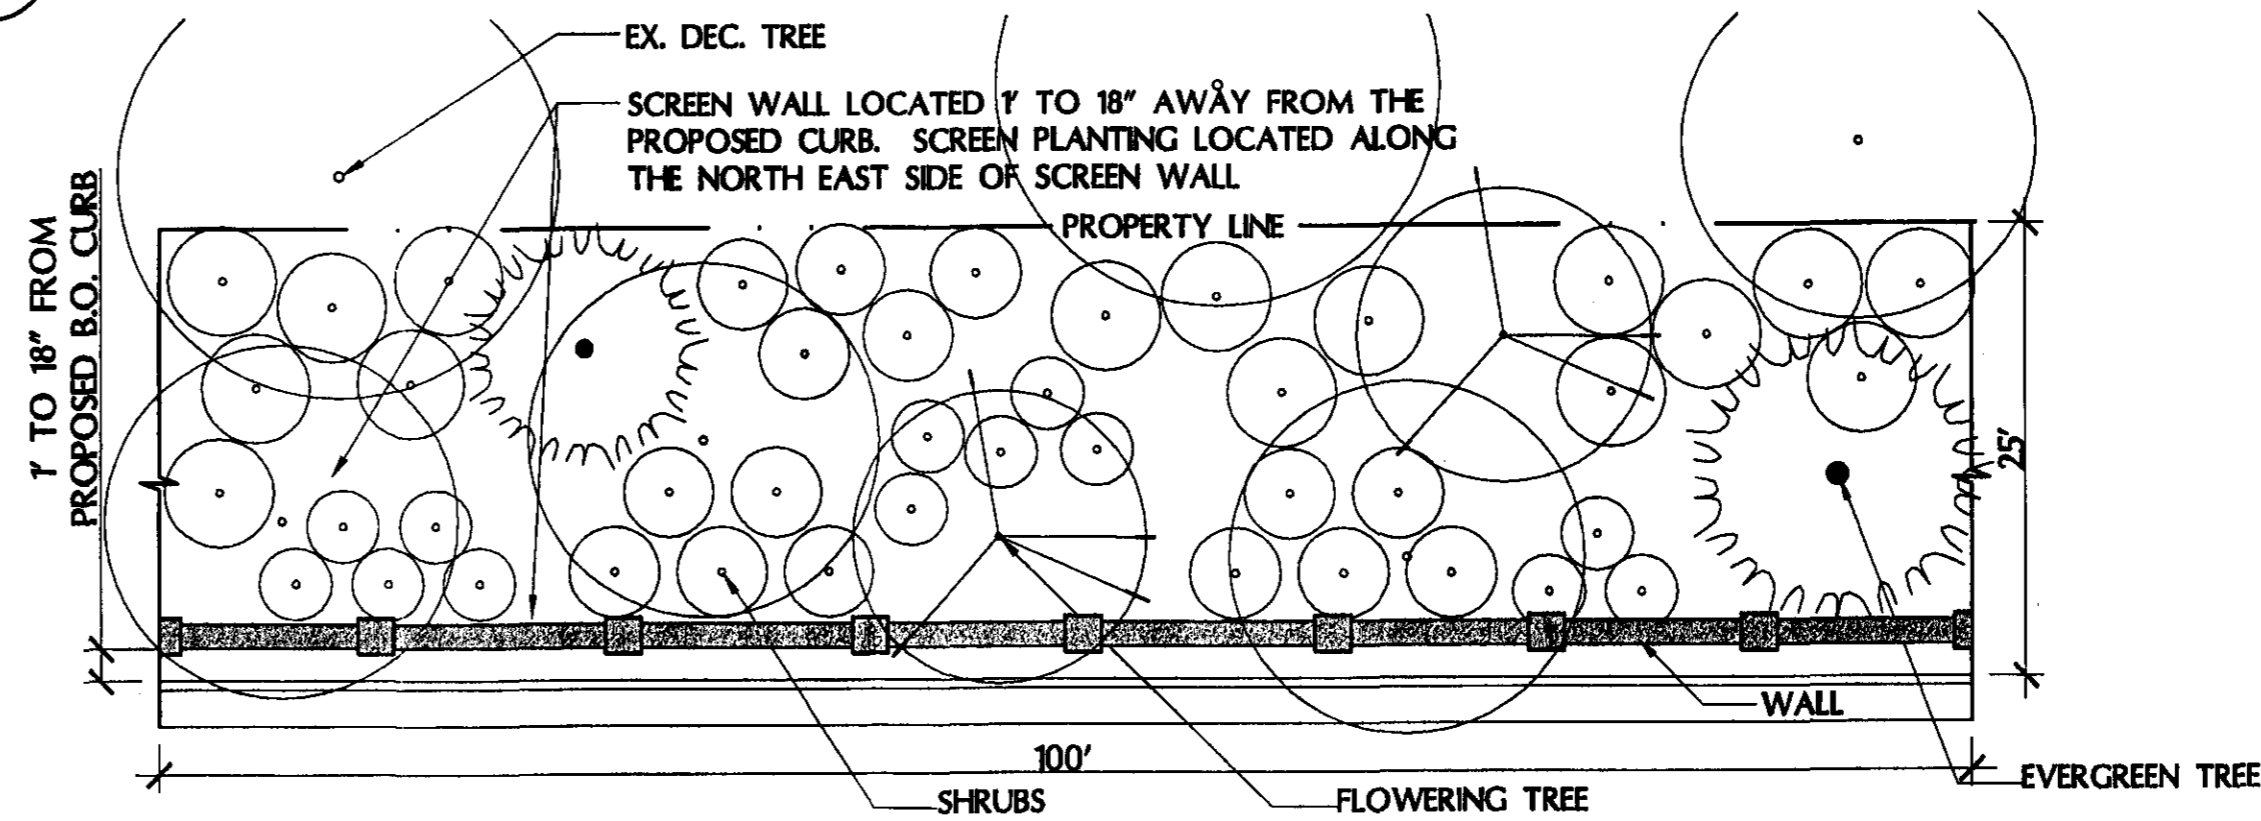 EX. DEC. TREE
SCREEN WALL LOCATED 1' TO 18" AWAY FROM THE
PROPOSED CURB. SCREEN PLANTING LOCATED ALONG
THE NORTH EAST SIDE OF SCREEN WALL
1' TO 18" FROM
PROPOSED B.O. CURB
PROPERTY LINE
25'
WALL
100'
EVERGREEN TREE
SHRUBS
FLOWERING TREE